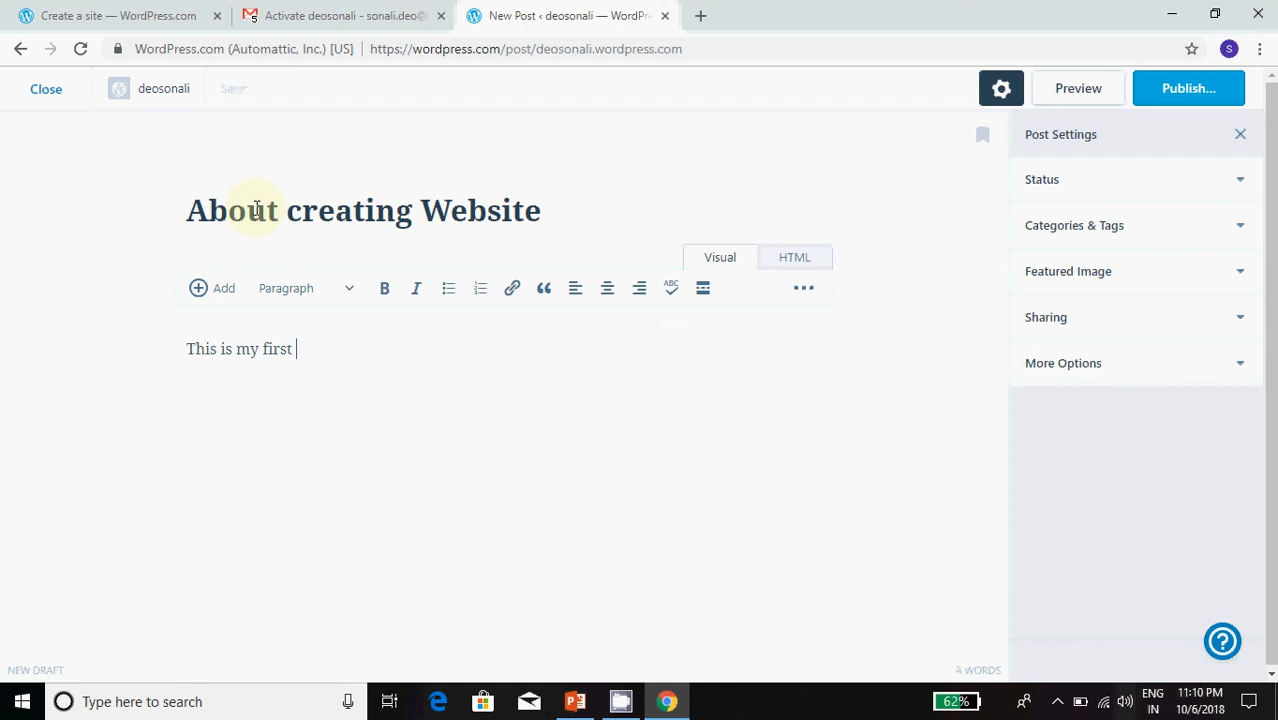 Create a site — WordPress.com
Activate deosonali - sonali.deo@
New Post ‹ deosonali — WordPr
WordPress.com (Automattic, Inc.) [US]
https://wordpress.com/post/deosonali.wordpress.com
S
Close
deosonali
Save
Preview
Publish...
Post Settings
Status
Categories & Tags
Featured Image
Sharing
More Options
About creating Website
Visual
HTML
Add
Paragraph
B
I
ABC
This is my first
NEW DRAFT
4 WORDS
Type here to search
62%
ENG
IN
11:10 PM
10/6/2018